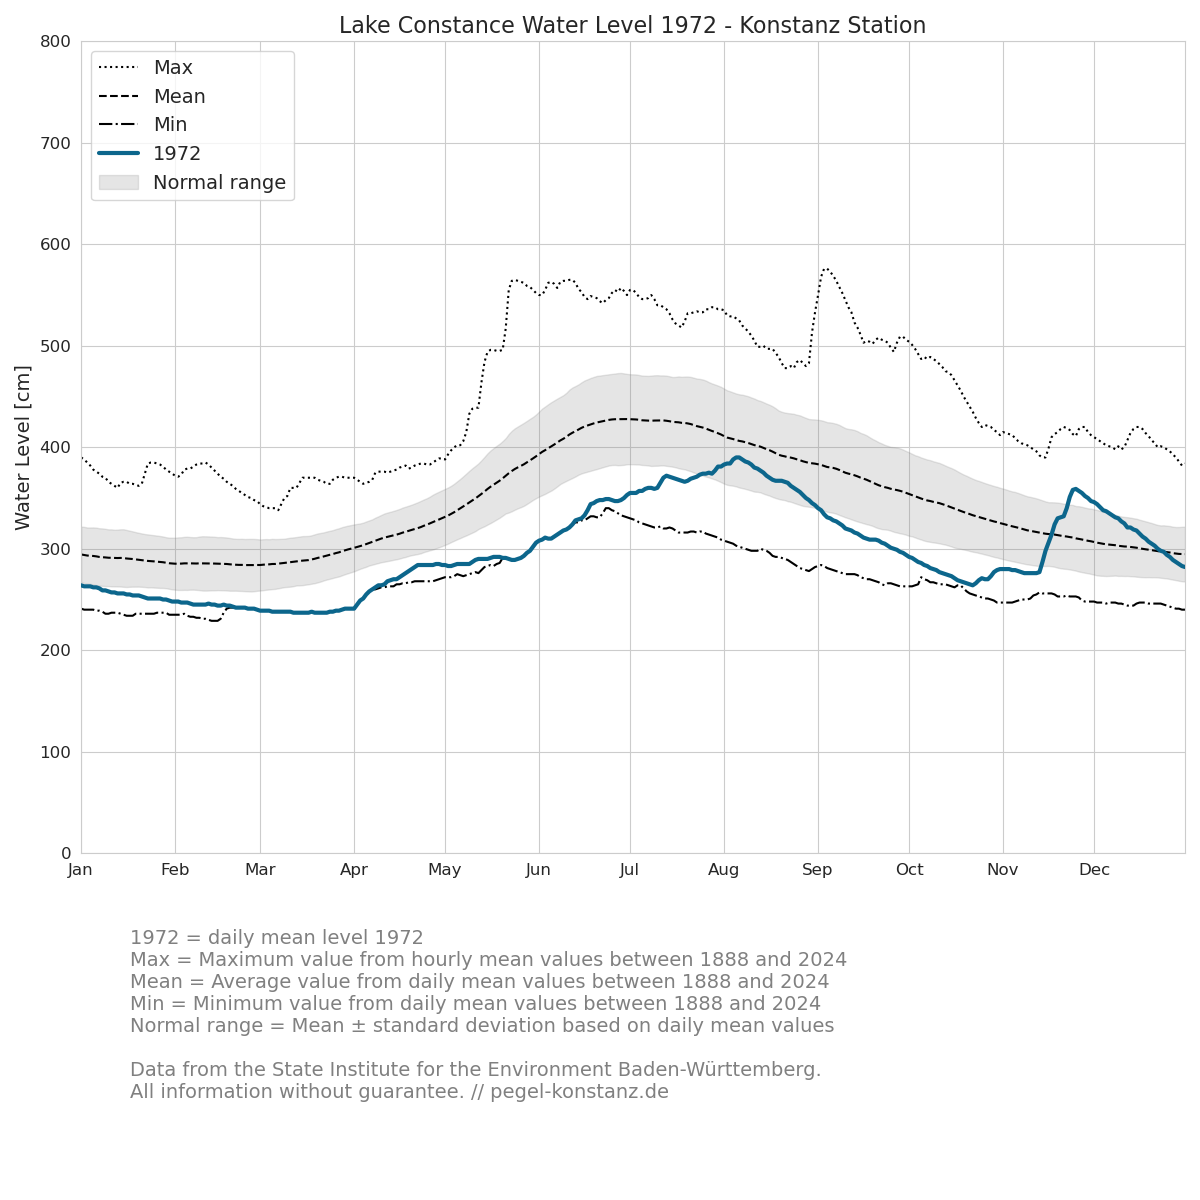 Lake Constance Water Level 1972 - Konstanz Station
800
700
600
500
400
300
200
100
0
Water Level [cm]
Max
Mean
Min
1972
Normal range
Jan Feb Mar Apr May Jun Jul Aug Sep Oct Nov Dec
1972 = daily mean level 1972
Max = Maximum value from hourly mean values between 1888 and 2024
Mean = Average value from daily mean values between 1888 and 2024
Min = Minimum value from daily mean values between 1888 and 2024
Normal range = Mean ± standard deviation based on daily mean values
Data from the State Institute for the Environment Baden-Württemberg.
All information without guarantee. // pegel-konstanz.de